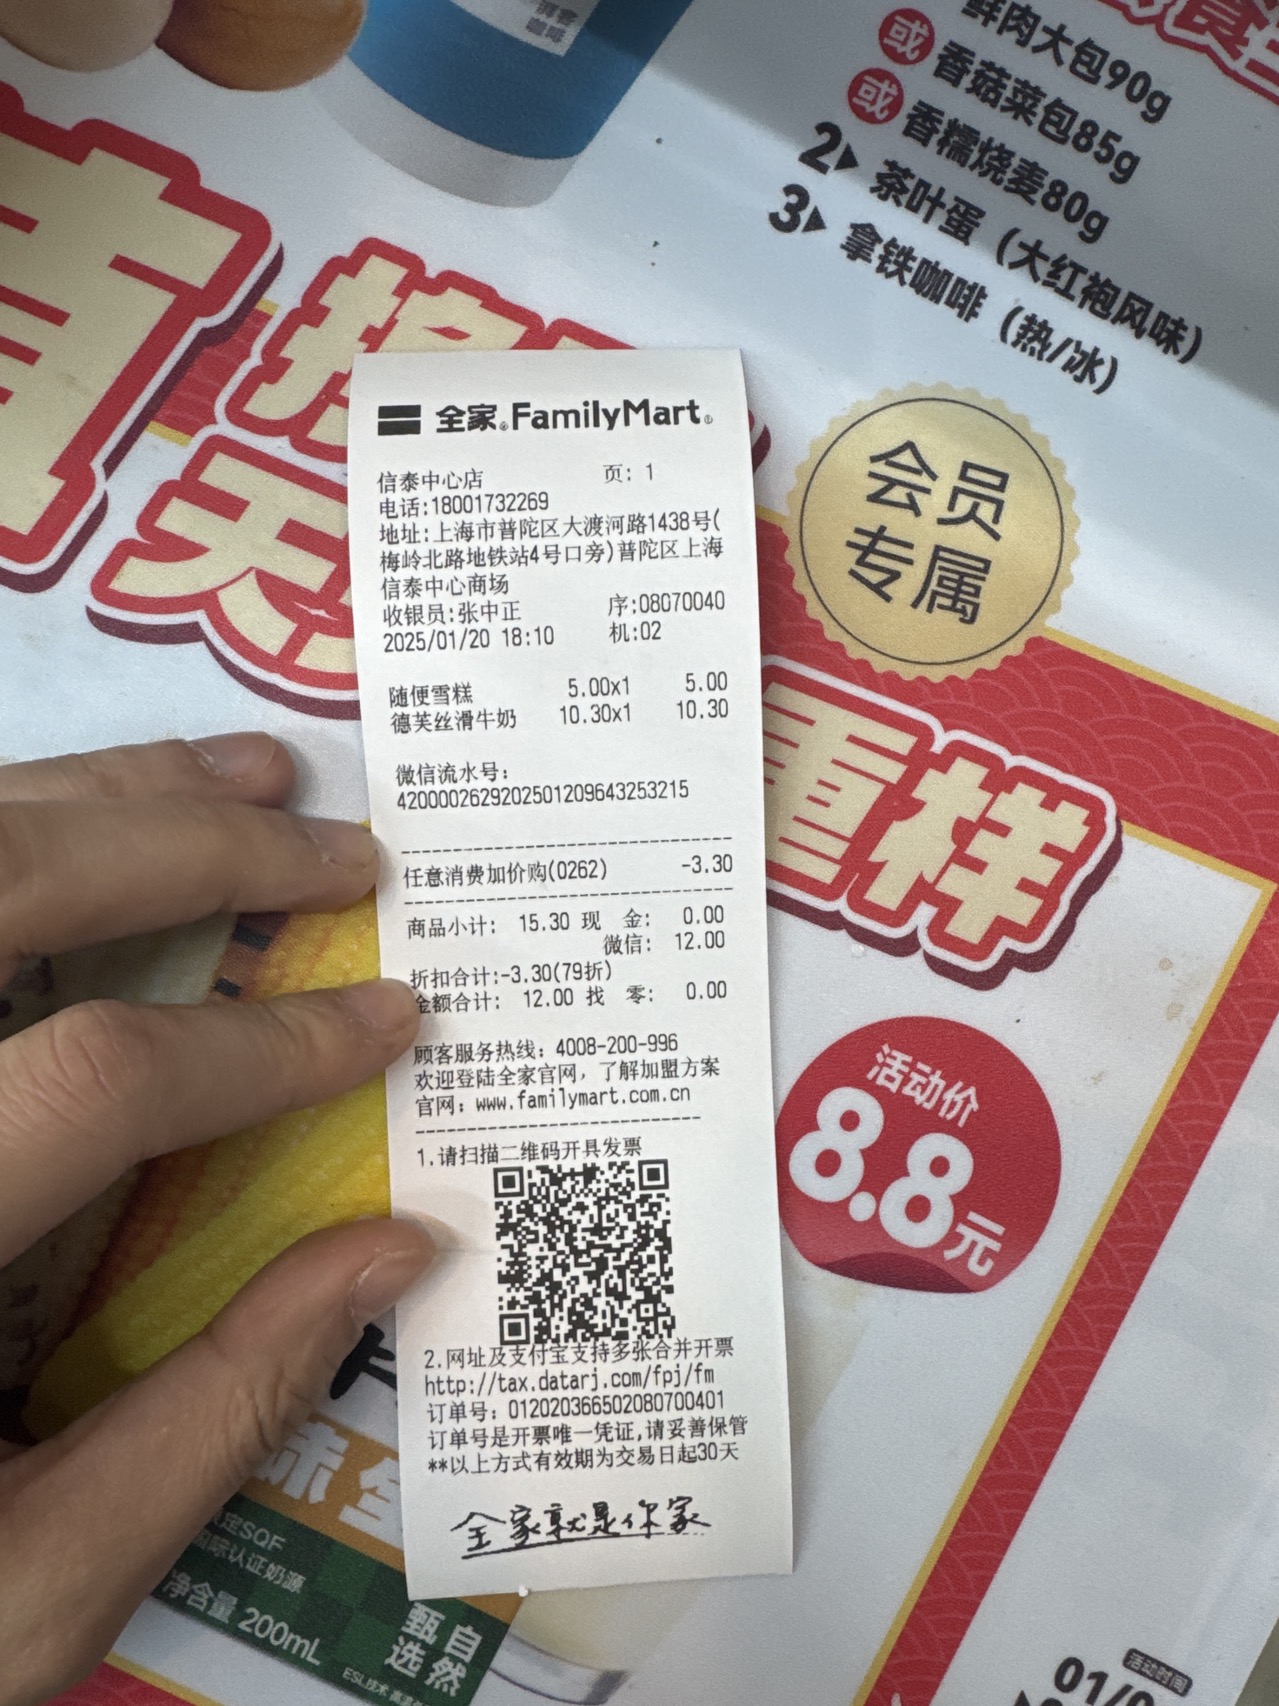 鲜肉大包90g
或 香菇菜包85g
或 香糯烧麦80g
2 茶叶蛋（大红袍风味）
3 拿铁咖啡（热/冰）
会员
专属
天
重样
活动价
8.8元
全家 FamilyMart
信泰中心店 页: 1
电话:18001732269
地址:上海市普陀区大渡河路1438号(
梅岭北路地铁站4号口旁)普陀区上海
信泰中心商场
收银员:张中正 序:08070040
2025/01/20 18:10 机:02
随便雪糕 5.00x1 5.00
德芙丝滑牛奶 10.30x1 10.30
微信流水号:
4200002629202501209643253215
任意消费加价购(0262) -3.30
商品小计: 15.30 现 金: 0.00
微信: 12.00
折扣合计:-3.30(79折)
金额合计: 12.00 找 零: 0.00
顾客服务热线: 4008-200-996
欢迎登陆全家官网, 了解加盟方案
官网: www.familymart.com.cn
1.请扫描二维码开具发票
2.网址及支付宝支持多张合并开票
http://tax.datarj.com/fpj/fm
订单号: 012020366502080700401
订单号是开票唯一凭证,请妥善保管
**以上方式有效期为交易日起30天
全家就是你家
净含量 200mL
甄自
选然
活动时间